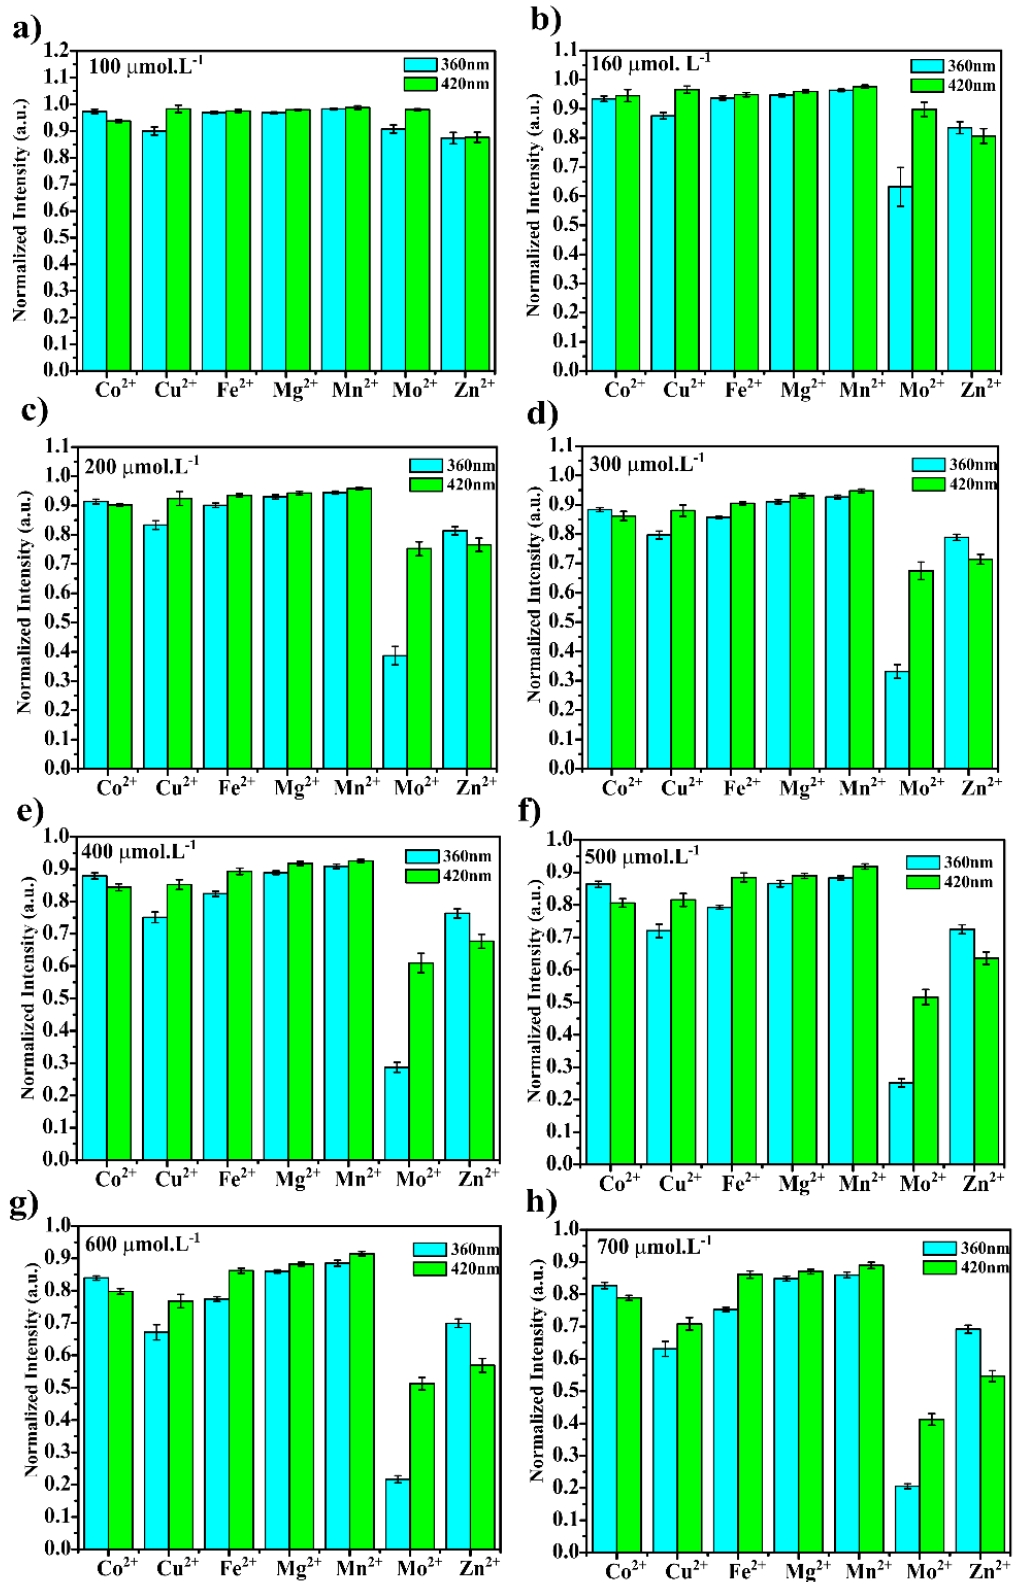 a)
100 μmol.L⁻¹
360nm
420nm
Normalized Intensity (a.u.)
1.2
1.1
1.0
0.9
0.8
0.7
0.6
0.5
0.4
0.3
0.2
0.1
0.0
Co²⁺ Cu²⁺ Fe²⁺ Mg²⁺ Mn²⁺ Mo²⁺ Zn²⁺
b)
160 μmol. L⁻¹
360nm
420nm
Normalized Intensity (a.u.)
1.1
1.0
0.9
0.8
0.7
0.6
0.5
0.4
0.3
0.2
0.1
0.0
Co²⁺ Cu²⁺ Fe²⁺ Mg²⁺ Mn²⁺ Mo²⁺ Zn²⁺
c)
200 μmol.L⁻¹
360nm
420nm
Normalized Intensity (a.u.)
1.1
1.0
0.9
0.8
0.7
0.6
0.5
0.4
0.3
0.2
0.1
0.0
Co²⁺ Cu²⁺ Fe²⁺ Mg²⁺ Mn²⁺ Mo²⁺ Zn²⁺
d)
300 μmol.L⁻¹
360nm
420nm
Normalized Intensity (a.u.)
1.1
1.0
0.9
0.8
0.7
0.6
0.5
0.4
0.3
0.2
0.1
0.0
Co²⁺ Cu²⁺ Fe²⁺ Mg²⁺ Mn²⁺ Mo²⁺ Zn²⁺
e)
400 μmol.L⁻¹
360nm
420nm
Normalized Intensity (a.u.)
1.0
0.9
0.8
0.7
0.6
0.5
0.4
0.3
0.2
0.1
0.0
Co²⁺ Cu²⁺ Fe²⁺ Mg²⁺ Mn²⁺ Mo²⁺ Zn²⁺
f)
500 μmol.L⁻¹
360nm
420nm
Normalized Intensity (a.u.)
1.0
0.9
0.8
0.7
0.6
0.5
0.4
0.3
0.2
0.1
0.0
Co²⁺ Cu²⁺ Fe²⁺ Mg²⁺ Mn²⁺ Mo²⁺ Zn²⁺
g)
600 μmol.L⁻¹
360nm
420nm
Normalized Intensity (a.u.)
1.0
0.9
0.8
0.7
0.6
0.5
0.4
0.3
0.2
0.1
0.0
Co²⁺ Cu²⁺ Fe²⁺ Mg²⁺ Mn²⁺ Mo²⁺ Zn²⁺
h)
700 μmol.L⁻¹
360nm
420nm
Normalized Intensity (a.u.)
1.0
0.9
0.8
0.7
0.6
0.5
0.4
0.3
0.2
0.1
0.0
Co²⁺ Cu²⁺ Fe²⁺ Mg²⁺ Mn²⁺ Mo²⁺ Zn²⁺